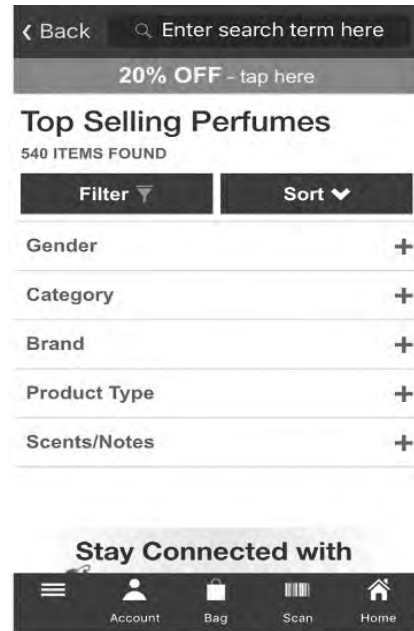 Back Enter search term here
20% OFF – tap here
Top Selling Perfumes
540 ITEMS FOUND
Filter Sort
Gender
Category
Brand
Product Type
Scents/Notes
Stay Connected with
Account Bag Scan Home